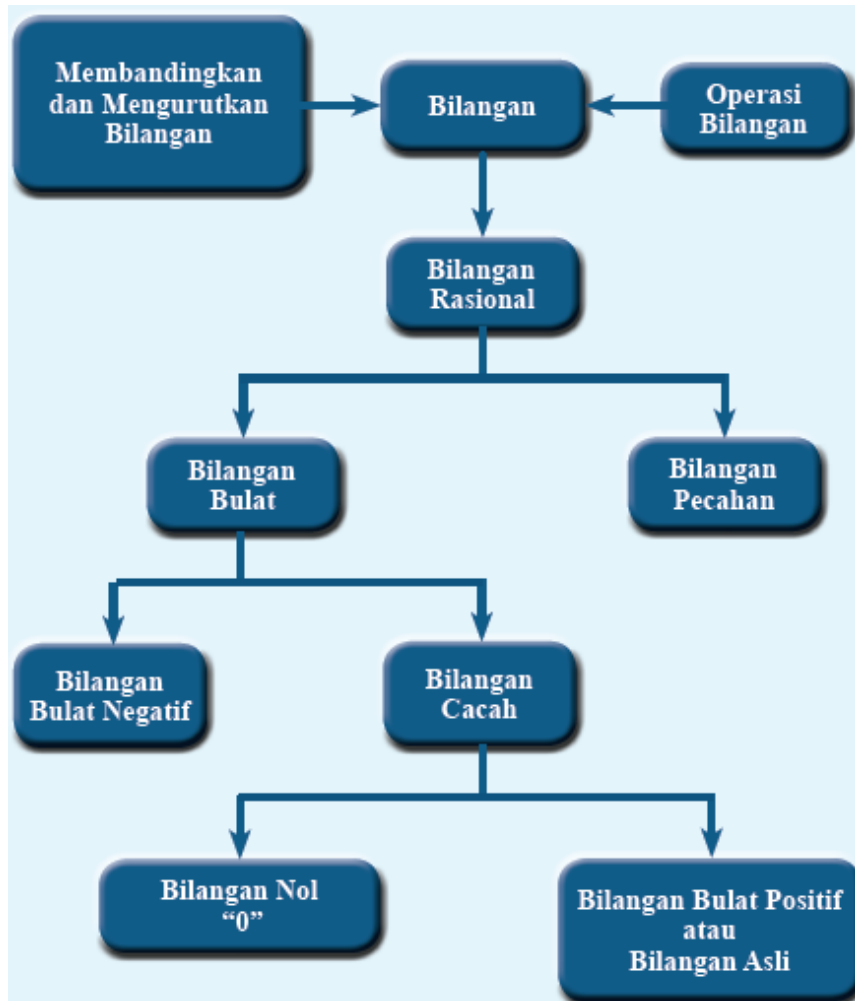 Membandingkan
dan Mengurutkan
Bilangan
Bilangan
Operasi
Bilangan
Bilangan
Rasional
Bilangan
Bulat
Bilangan
Pecahan
Bilangan
Bulat Negatif
Bilangan
Cacah
Bilangan Nol
“0”
Bilangan Bulat Positif
atau
Bilangan Asli